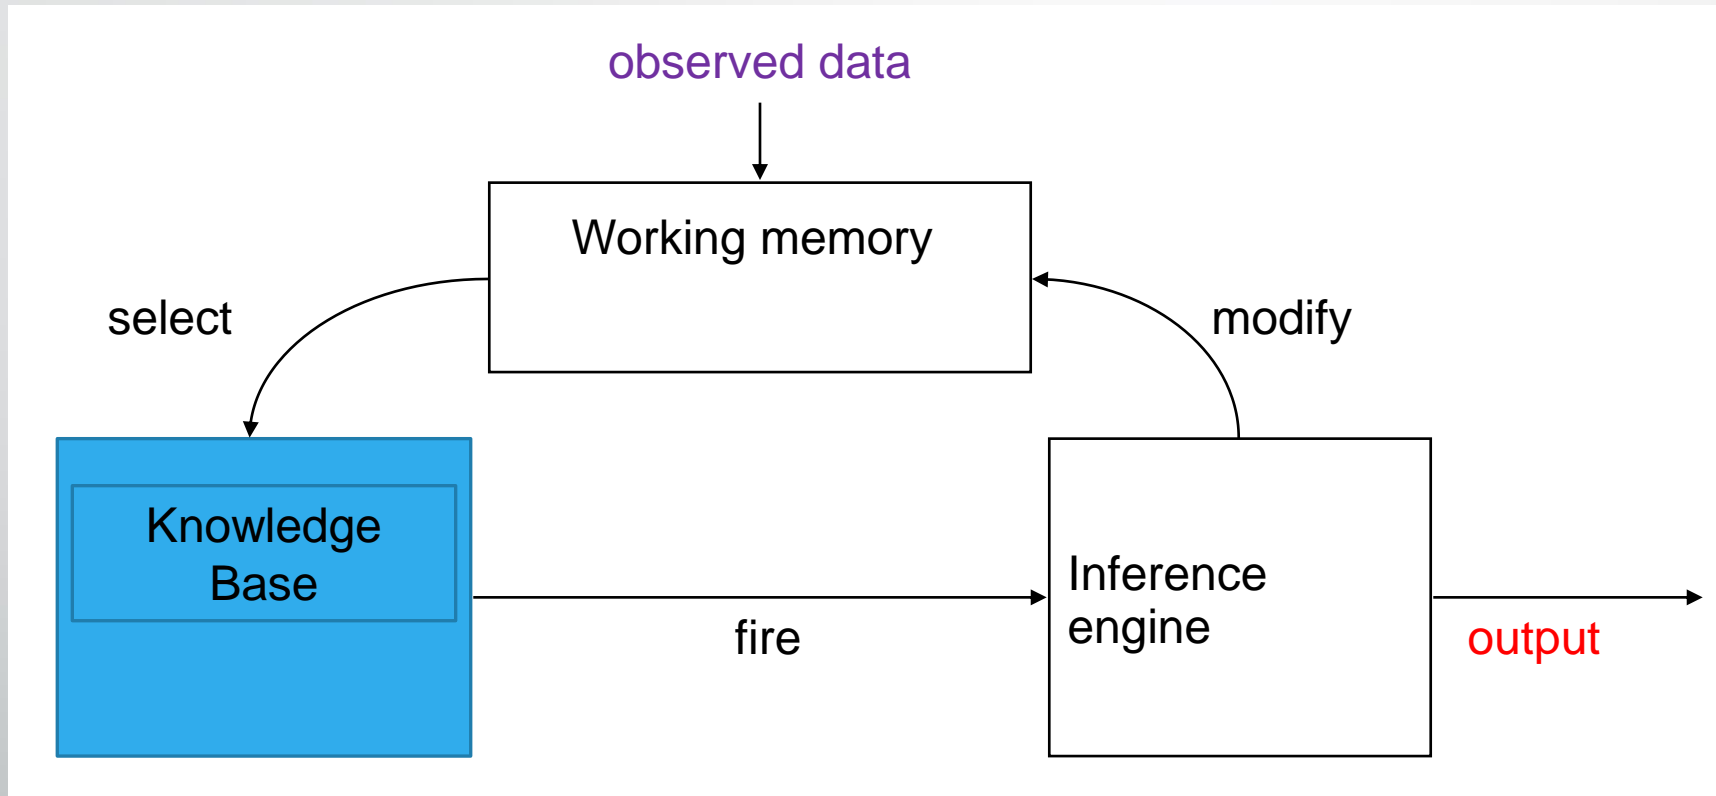 observed data
Working memory
select
modify
Knowledge
Base
Inference
engine
fire
output